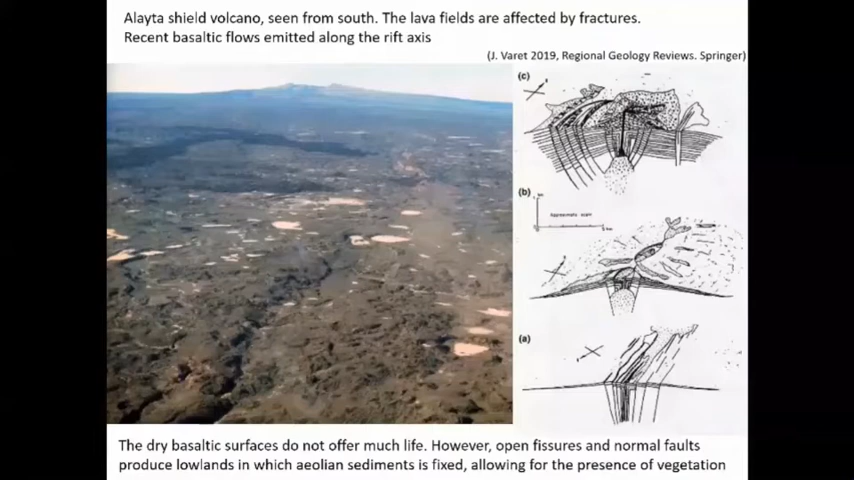 Alayta shield volcano, seen from south. The lava fields are affected by fractures.
Recent basaltic flows emitted along the rift axis
(J. Varet 2019, Regional Geology Reviews. Springer)
(c)
(b)
Approximate scale
(a)
The dry basaltic surfaces do not offer much life. However, open fissures and normal faults
produce lowlands in which aeolian sediments is fixed, allowing for the presence of vegetation